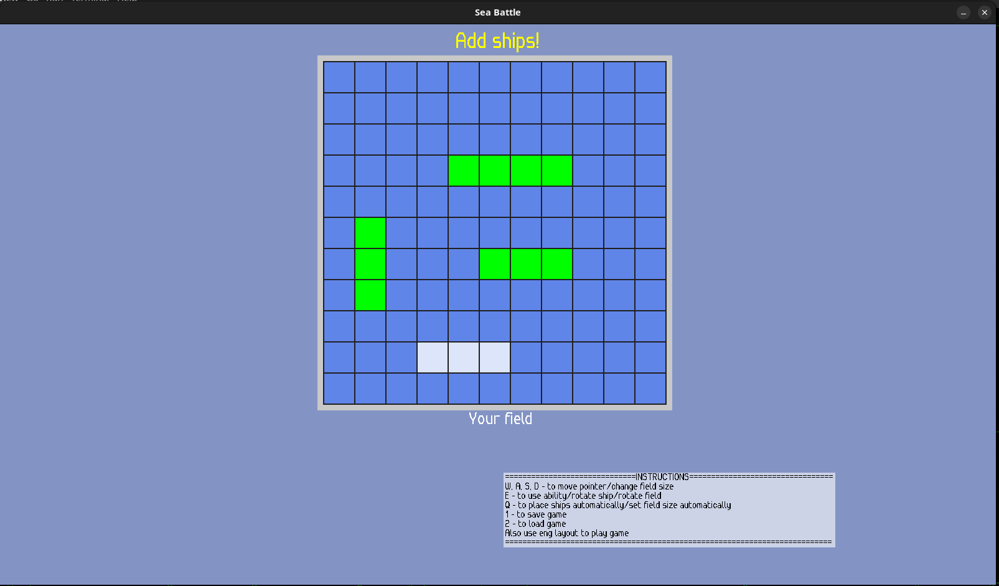 Sea Battle
Add ships!
Your field
==============================INSTRUCTIONS=================================
W, A, S, D - to move pointer/change field size
E - to use ability/rotate ship/rotate field
Q - to place ships automatically/set field size automatically
1 - to save game
2 - to load game
Also use eng layout to play game
===========================================================================